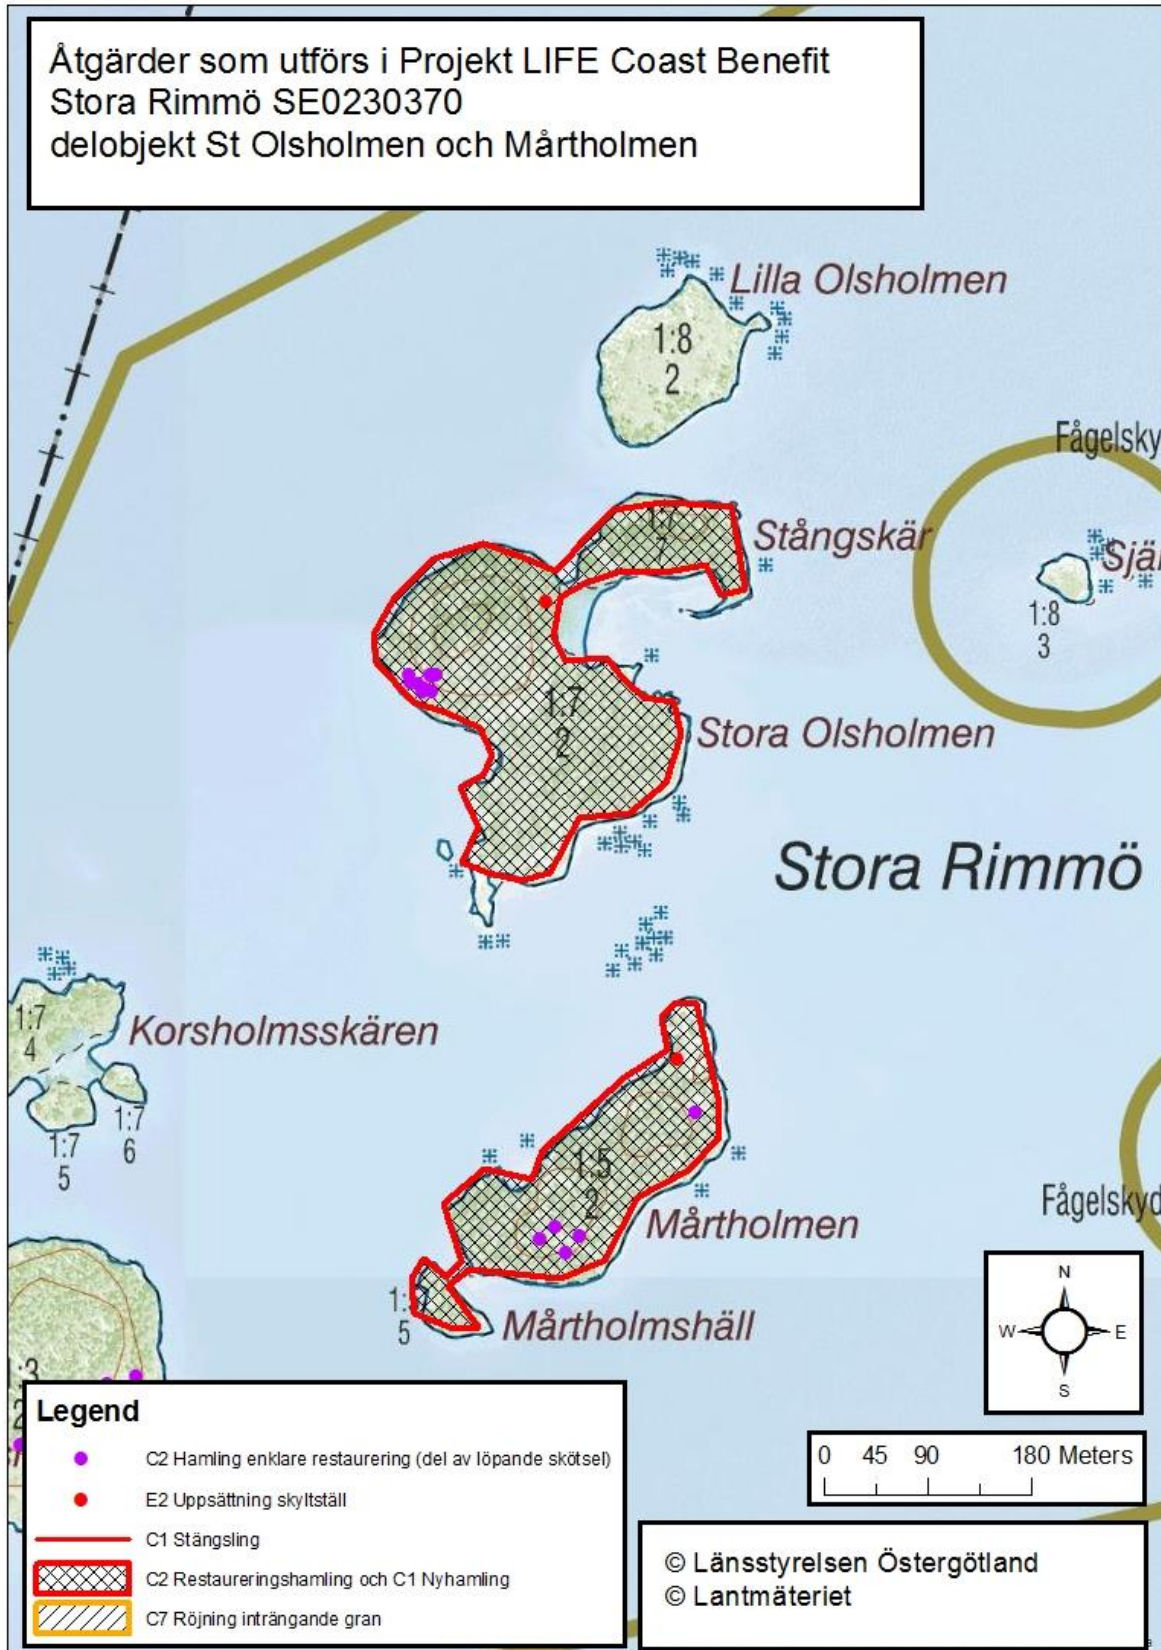 Åtgärder som utförs i Projekt LIFE Coast Benefit
Stora Rimmö SE0230370
delobjekt St Olsholmen och Mårtholmen
Lilla Olsholmen
1:8
2
Fågelsky
Stångskär
1:7
7
Själ
1:8
3
1:7
2
Stora Olsholmen
Stora Rimmö
1:7
4
Korsholmsskären
1:7
6
1:7
5
1:5
2
Fågelskyd
Mårtholmen
5
Mårtholmshäll
N
W
E
S
1:3
2
Legend
C2 Hamling enklare restaurering (del av löpande skötsel)
E2 Uppsättning skyltställ
C1 Stängsling
C2 Restaureringshamling och C1 Nyhamling
C7 Röjning inträngande gran
0 45 90 180 Meters
© Länsstyrelsen Östergötland
© Lantmäteriet